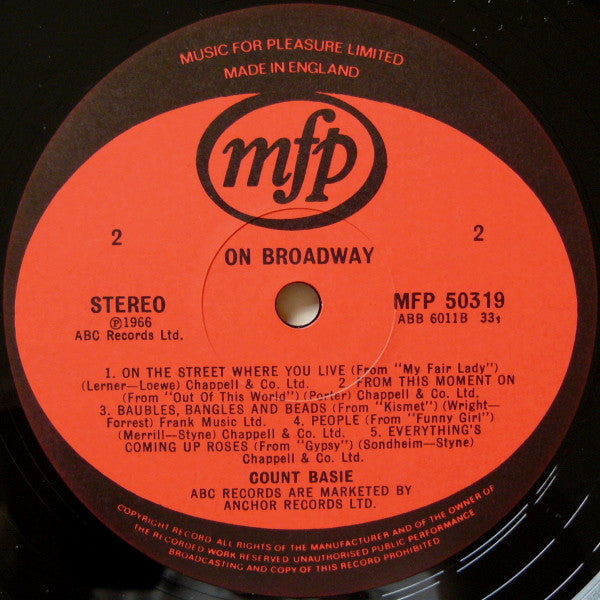 MUSIC FOR PLEASURE LIMITED
MADE IN ENGLAND
mfp
2
2
ON BROADWAY
STEREO
MFP 50319
Ⓟ1966
ABB 6011B 33⅓
ABC Records Ltd.
1. ON THE STREET WHERE YOU LIVE (From "My Fair Lady")
(Lerner—Loewe) Chappell & Co. Ltd. 2 FROM THIS MOMENT ON
(From "Out Of This World") (Porter) Chappell & Co. Ltd.
3. BAUBLES, BANGLES AND BEADS (From "Kismet") (Wright—
Forrest) Frank Music Ltd. 4. PEOPLE (From "Funny Girl")
(Merrill—Styne) Chappell & Co. Ltd. 5. EVERYTHING'S
COMING UP ROSES (From "Gypsy") (Sondheim—Styne)
Chappell & Co. Ltd.
COUNT BASIE
ABC RECORDS ARE MARKETED BY
ANCHOR RECORDS LTD.
COPYRIGHT RECORD ALL RIGHTS OF THE MANUFACTURER AND OF THE OWNER OF
THE RECORDED WORK RESERVED UNAUTHORISED PUBLIC PERFORMANCE
BROADCASTING AND COPY OF THIS RECORD PROHIBITED